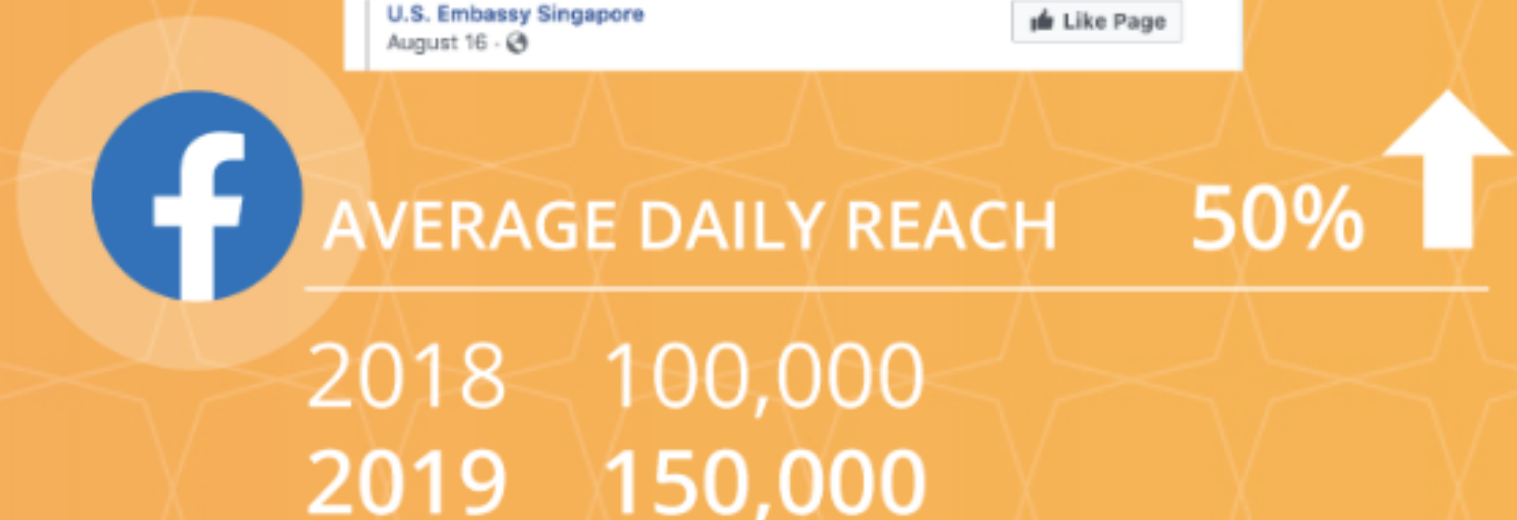 U.S. Embassy Singapore
Like Page
August 16 ·
AVERAGE DAILY REACH 50%
2018 100,000
2019 150,000